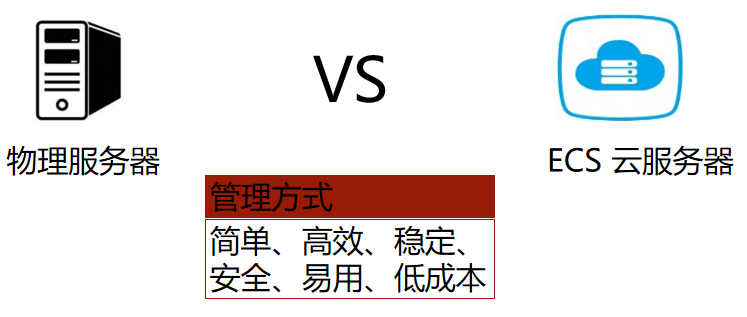 VS
物理服务器
ECS 云服务器
管理方式
简单、高效、稳定、
安全、易用、低成本